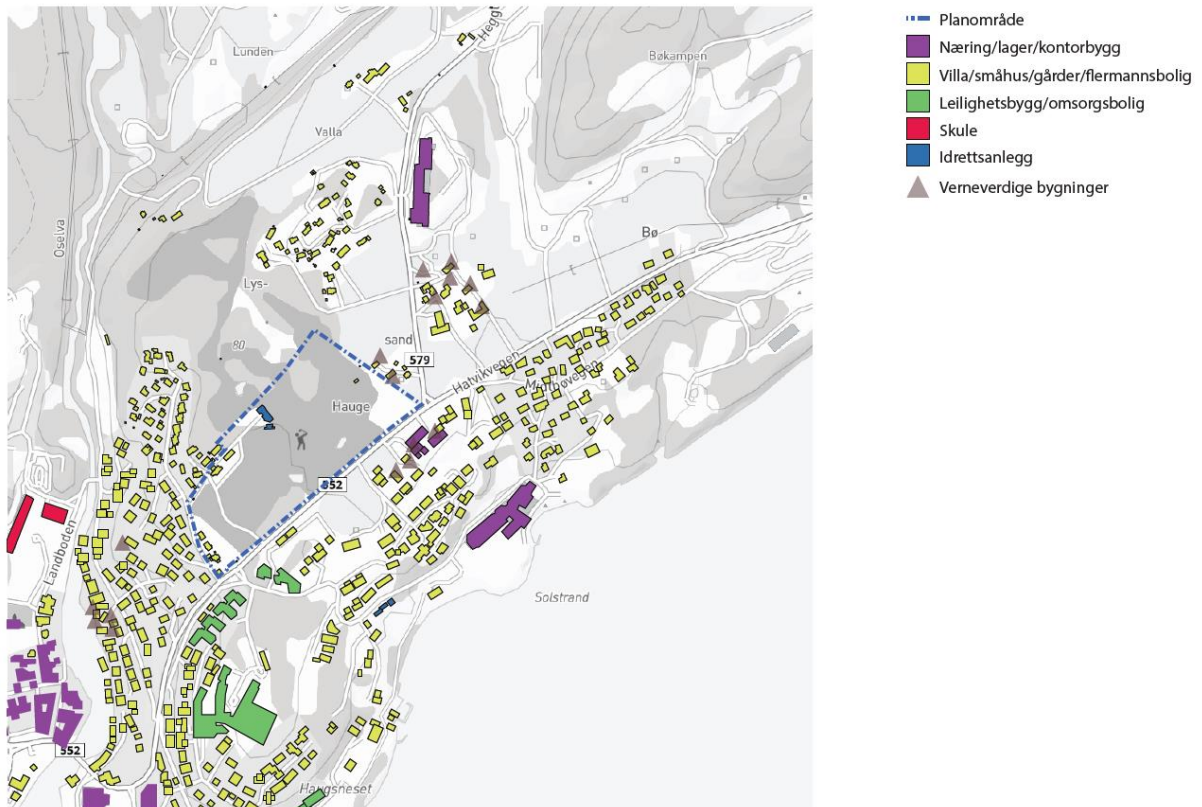 Planområde
Næring/lager/kontorbygg
Villa/småhus/gårder/flermannsbolig
Leilighetsbygg/omsorgsbolig
Skule
Idrettsanlegg
Verneverdige bygninger
Lunden
Bøkampen
Valla
Oselva
Bø
Lys-
80
sand
579
Hatvikvegen
Hauge
552
Landboden
Solstrand
552
Haugsneset